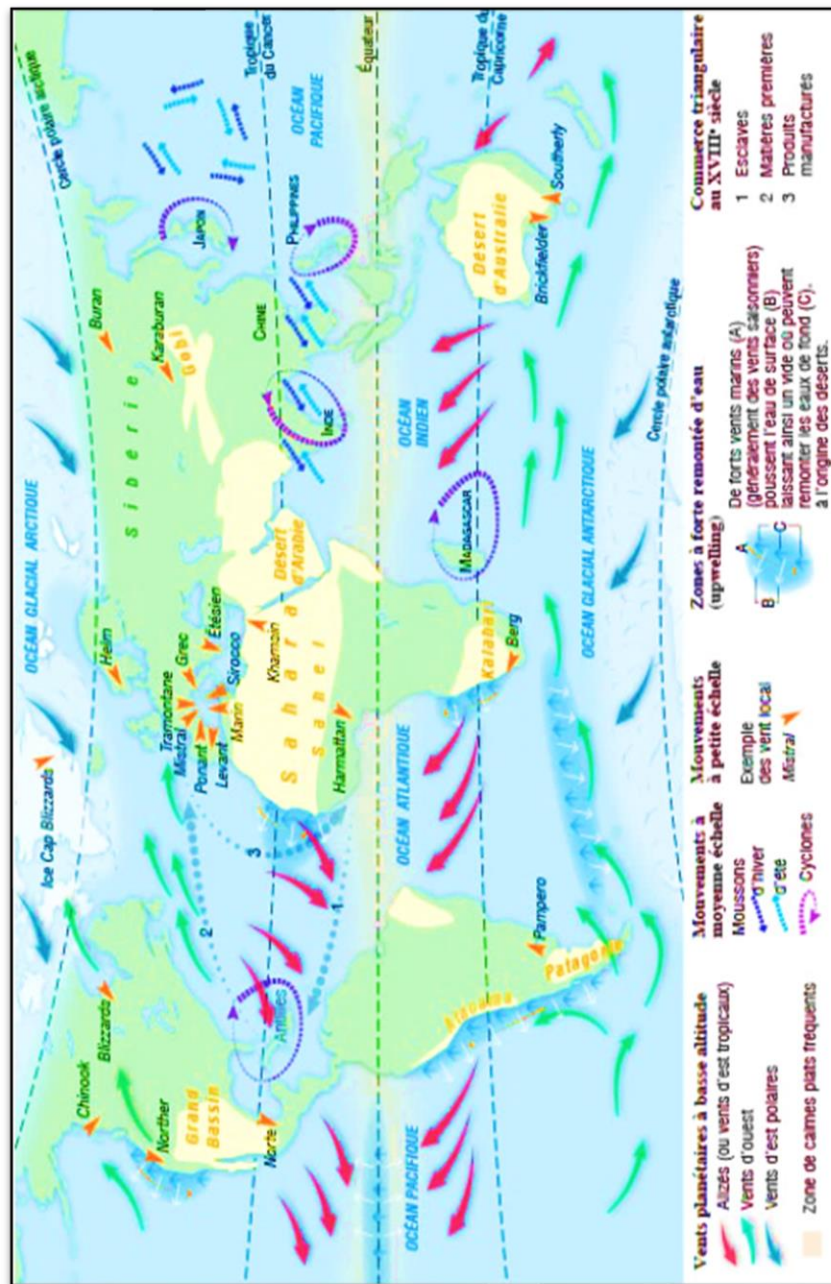 OCÉAN GLACIAL ARCTIQUE
Cercle polaire arctique
Ice Cap Blizzards
Helm
Sibérie
Buran
Karaburan
Gobi
Chinook
Blizzards
Norther
Grand
Bassin
Norte
Antilles
1
2
3
Tramontane
Mistral
Ponant
Levant
Marin
Grec
Étésien
Sirocco
Khamsin
Sahara
Sahel
Harmattan
Désert
d'Arabie
INDE
CHINE
JAPON
PHILIPPINES
Tropique
du Cancer
OCÉAN
PACIFIQUE
Équateur
OCÉAN PACIFIQUE
OCÉAN ATLANTIQUE
OCÉAN
INDIEN
Atacama
Patagonie
Pampero
Kalahari
Berg
MADAGASCAR
Désert
d'Australie
Brickfielder
Southerly
Tropique du
Capricorne
OCÉAN GLACIAL ANTARCTIQUE
Cercle polaire antarctique
Vents planétaires à basse altitude
Alizés (ou vents d'est tropicaux)
Vents d'ouest
Vents d'est polaires
Zone de calmes plats fréquents
Mouvements à
moyenne échelle
Moussons
d'hiver
d'été
Cyclones
Mouvements
à petite échelle
Exemple
des vent local
Mistral
Zones à forte remontée d'eau
(upwelling)
A
B
C
De forts vents marins (A)
(généralement des vents saisonniers)
poussent l'eau de surface (B)
laissant ainsi un vide où peuvent
remonter les eaux de fond (C).
à l'origine des déserts.
Commerce triangulaire
au XVIIIe siècle
1 Esclaves
2 Matières premières
3 Produits
manufacturés